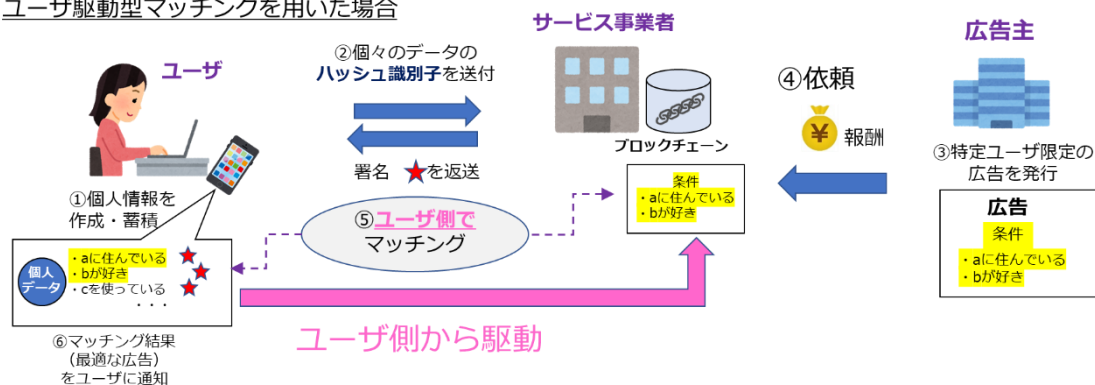 ユーザ駆動型マッチングを用いた場合
サービス事業者
広告主
ユーザ
②個々のデータの
ハッシュ識別子を送付
④依頼
¥
報酬
署名
を返送
ブロックチェーン
③特定ユーザ限定の
広告を発行
①個人情報を
作成・蓄積
条件
・aに住んでいる
・bが好き
⑤ユーザ側で
マッチング
広告
条件
・aに住んでいる
・bが好き
個人
データ
・aに住んでいる
・bが好き
・cを使っている
・・・
ユーザ側から駆動
⑥マッチング結果
（最適な広告）
をユーザに通知